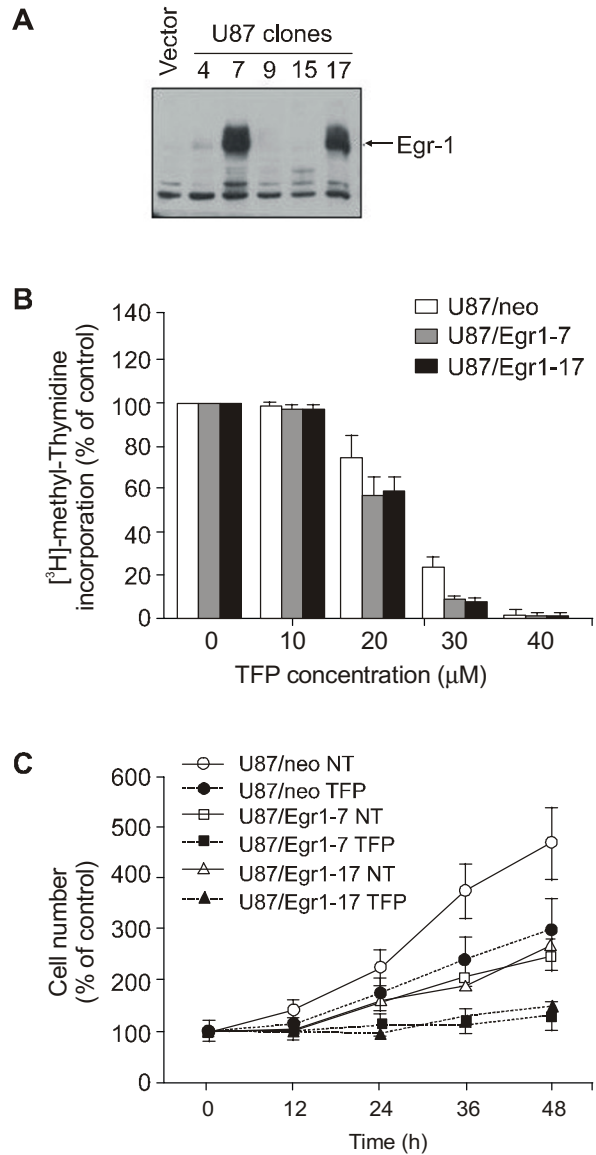 A
Vector
U87 clones
4 7 9 15 17
Egr-1
B
140
120
100
80
60
40
20
0
[³H]-methyl-Thymidine
incorporation (% of control)
U87/neo
U87/Egr1-7
U87/Egr1-17
0 10 20 30 40
TFP concentration (μM)
C
600
500
400
300
200
100
0
Cell number
(% of control)
U87/neo NT
U87/neo TFP
U87/Egr1-7 NT
U87/Egr1-7 TFP
U87/Egr1-17 NT
U87/Egr1-17 TFP
0 12 24 36 48
Time (h)